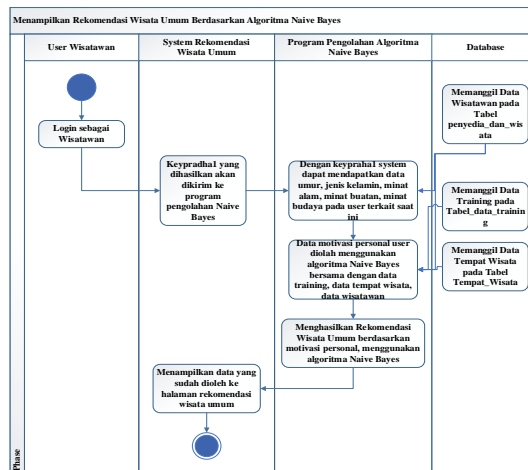 Menampilkan Rekomendasi Wisata Umum Berdasarkan Algoritma Naive Bayes
User Wisatawan
System Rekomendasi
Wisata Umum
Program Pengolahan Algoritma
Naive Bayes
Database
Login sebagai
Wisatawan
Keypradha1 yang
dihasilkan akan
dikirim ke
program
pengolahan Naive
Bayes
Dengan keypraha1 system
dapat mendapatkan data
umur, jenis kelamin, minat
alam, minat buatan, minat
budaya pada user terkait saat
ini
Memanggil Data
Wisatawan pada
Tabel
penyedia_dan_wis
ata
Memanggil Data
Training pada
Tabel_data_trainin
g
Data motivasi personal user
diolah menggunakan
algoritma Naive Bayes
bersama dengan data
training, data tempat wisata,
data wisatawan
Memanggil Data
Tempat Wisata
pada Tabel
Tempat_Wisata
Menghasilkan Rekomendasi
Wisata Umum berdasarkan
motivasi personal, menggunakan
algoritma Naive Bayes
Menampilkan data yang
sudah dioleh ke
halaman rekomendasi
wisata umum
Phase